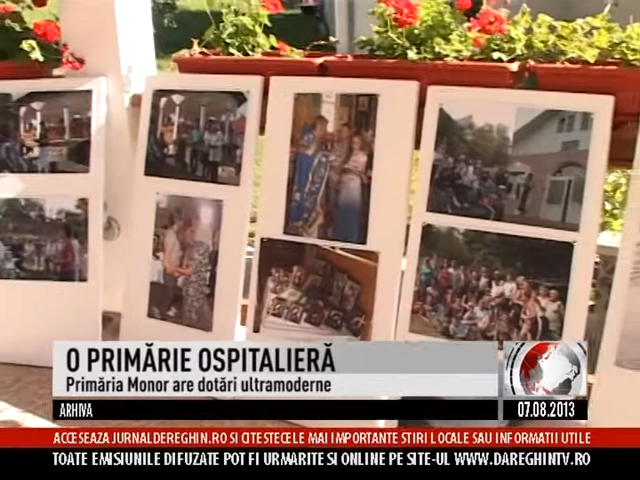 O PRIMĂRIE OSPITALIERĂ
Primăria Monor are dotări ultramoderne
ARHIVA
07.08.2013
ACCESEAZA JURNALDEREGHIN.RO SI CITESTE CELE MAI IMPORTANTE STIRI LOCALE SAU INFORMATII UTILE
TOATE EMISIUNILE DIFUZATE POT FI URMARITE SI ONLINE PE SITE-UL WWW.DAREGHINTV.RO